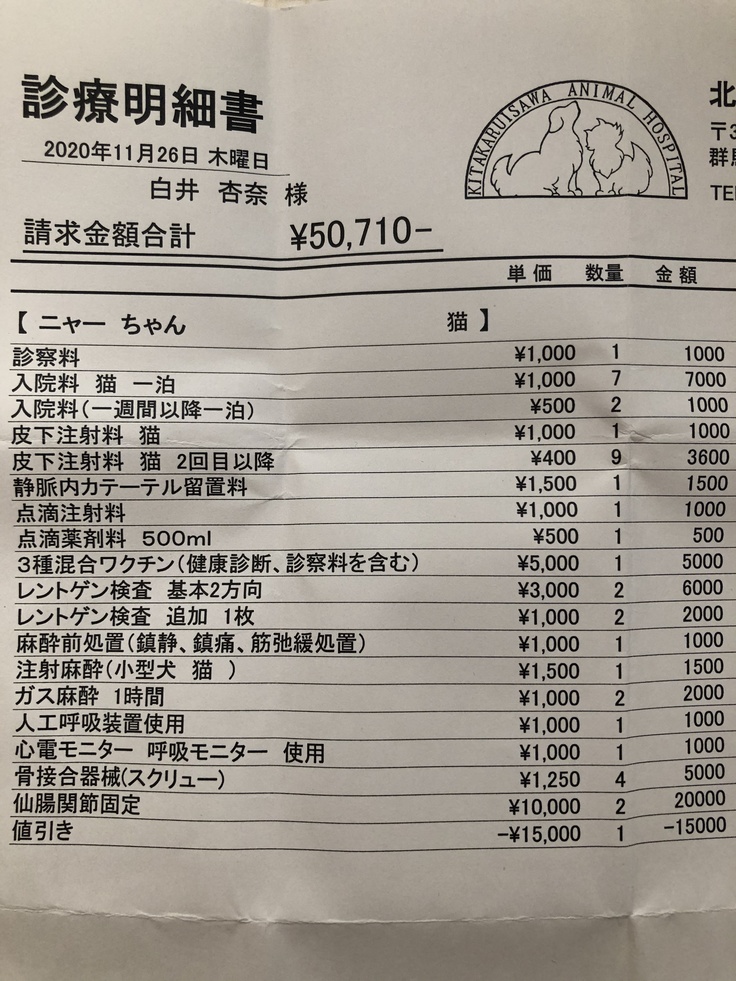 診療明細書
KITAKARUISAWA ANIMAL HOSPITAL
北
〒3
群馬
TEL
2020年11月26日 木曜日
白井 杏奈 様
請求金額合計 ¥50,710-
単価 数量 金額
【 ニャー ちゃん 猫 】
診察料 ¥1,000 1 1000
入院料 猫 一泊 ¥1,000 7 7000
入院料(一週間以降一泊) ¥500 2 1000
皮下注射料 猫 ¥1,000 1 1000
皮下注射料 猫 2回目以降 ¥400 9 3600
静脈内カテーテル留置料 ¥1,500 1 1500
点滴注射料 ¥1,000 1 1000
点滴薬剤料 500ml ¥500 1 500
3種混合ワクチン(健康診断、診察料を含む) ¥5,000 1 5000
レントゲン検査 基本2方向 ¥3,000 2 6000
レントゲン検査 追加 1枚 ¥1,000 2 2000
麻酔前処置(鎮静、鎮痛、筋弛緩処置) ¥1,000 1 1000
注射麻酔(小型犬 猫 ) ¥1,500 1 1500
ガス麻酔 1時間 ¥1,000 2 2000
人工呼吸装置使用 ¥1,000 1 1000
心電モニター 呼吸モニター 使用 ¥1,000 1 1000
骨接合器械(スクリュー) ¥1,250 4 5000
仙腸関節固定 ¥10,000 2 20000
値引き -¥15,000 1 -15000